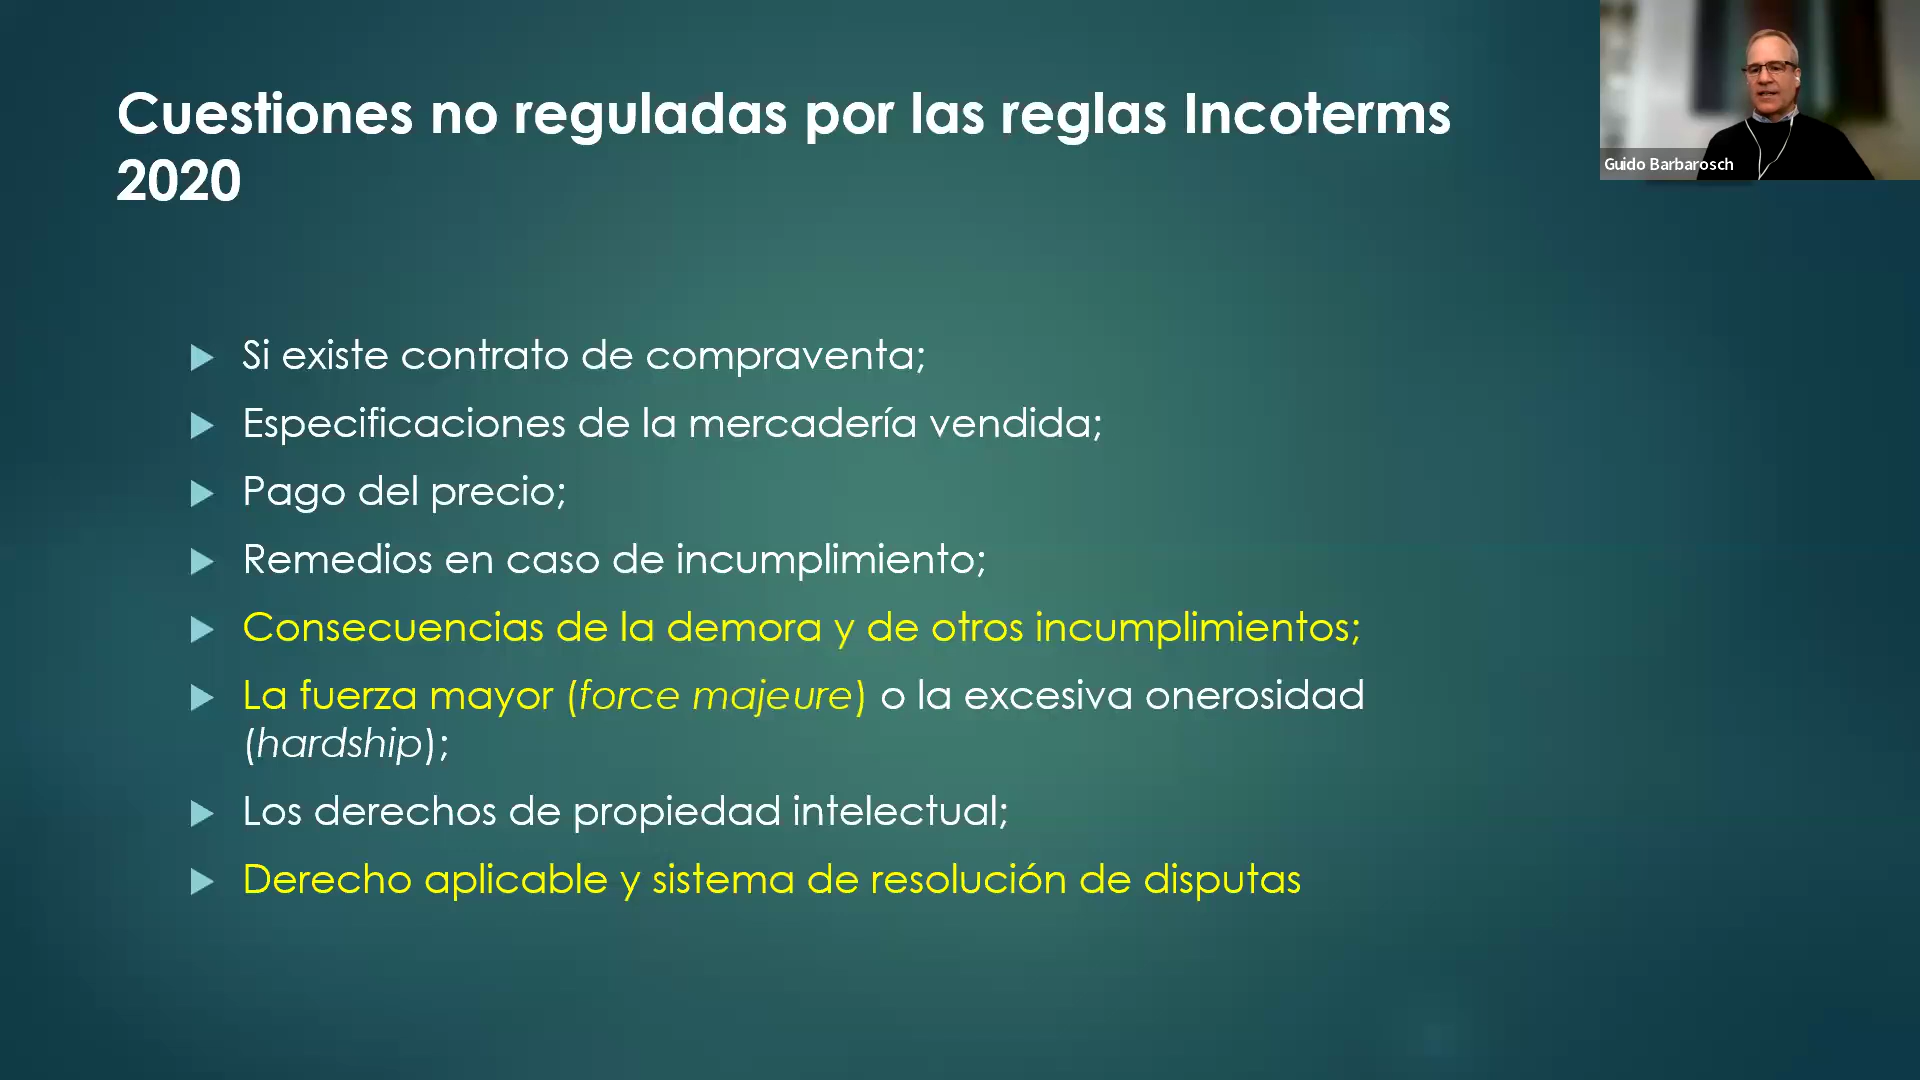 Cuestiones no reguladas por las reglas Incoterms
2020
Guido Barbarosch
Si existe contrato de compraventa;
Especificaciones de la mercadería vendida;
Pago del precio;
Remedios en caso de incumplimiento;
Consecuencias de la demora y de otros incumplimientos;
La fuerza mayor (force majeure) o la excesiva onerosidad
(hardship);
Los derechos de propiedad intelectual;
Derecho aplicable y sistema de resolución de disputas